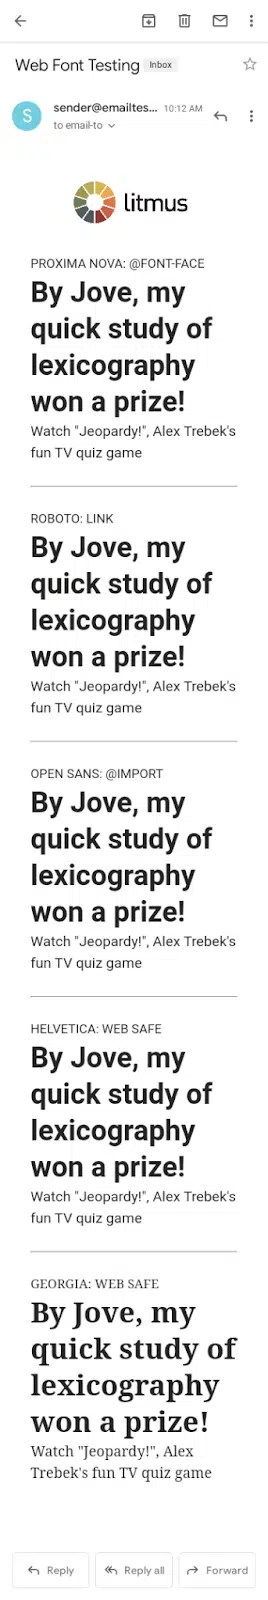 Web Font Testing Inbox
S
sender@emailtes... 10:12 AM
to email-to
litmus
PROXIMA NOVA: @FONT-FACE
By Jove, my
quick study of
lexicography
won a prize!
Watch "Jeopardy!", Alex Trebek's
fun TV quiz game
ROBOTO: LINK
By Jove, my
quick study of
lexicography
won a prize!
Watch "Jeopardy!", Alex Trebek's
fun TV quiz game
OPEN SANS: @IMPORT
By Jove, my
quick study of
lexicography
won a prize!
Watch "Jeopardy!", Alex Trebek's
fun TV quiz game
HELVETICA: WEB SAFE
By Jove, my
quick study of
lexicography
won a prize!
Watch "Jeopardy!", Alex Trebek's
fun TV quiz game
GEORGIA: WEB SAFE
By Jove, my
quick study of
lexicography
won a prize!
Watch "Jeopardy!", Alex
Trebek's fun TV quiz game
Reply Reply all Forward